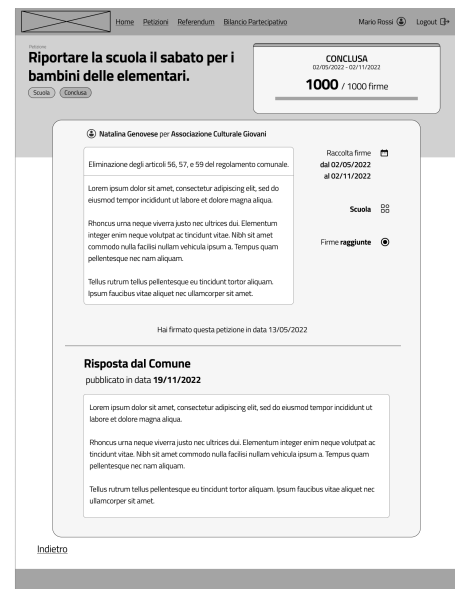 Home Petizioni Referendum Bilancio Partecipativo Mario Rossi Logout
Petizione
Riportare la scuola il sabato per i
bambini delle elementari.
Scuola Conclusa
CONCLUSA
02/05/2022 - 02/11/2022
1000 / 1000 firme
Natalina Genovese per Associazione Culturale Giovani
Eliminazione degli articoli 56, 57, e 59 del regolamento comunale.
Lorem ipsum dolor sit amet, consectetur adipiscing elit, sed do
eiusmod tempor incididunt ut labore et dolore magna aliqua.
Rhoncus urna neque viverra justo nec ultrices dui. Elementum
integer enim neque volutpat ac tincidunt vitae. Nibh sit amet
commodo nulla facilisi nullam vehicula ipsum a. Tempus quam
pellentesque nec nam aliquam.
Tellus rutrum tellus pellentesque eu tincidunt tortor aliquam.
Ipsum faucibus vitae aliquet nec ullamcorper sit amet.
Raccolta firme
dal 02/05/2022
al 02/11/2022
Scuola
Firme raggiunte
Hai firmato questa petizione in data 13/05/2022
Risposta dal Comune
pubblicato in data 19/11/2022
Lorem ipsum dolor sit amet, consectetur adipiscing elit, sed do eiusmod tempor incididunt ut
labore et dolore magna aliqua.
Rhoncus urna neque viverra justo nec ultrices dui. Elementum integer enim neque volutpat ac
tincidunt vitae. Nibh sit amet commodo nulla facilisi nullam vehicula ipsum a. Tempus quam
pellentesque nec nam aliquam.
Tellus rutrum tellus pellentesque eu tincidunt tortor aliquam. Ipsum faucibus vitae aliquet nec
ullamcorper sit amet.
Indietro